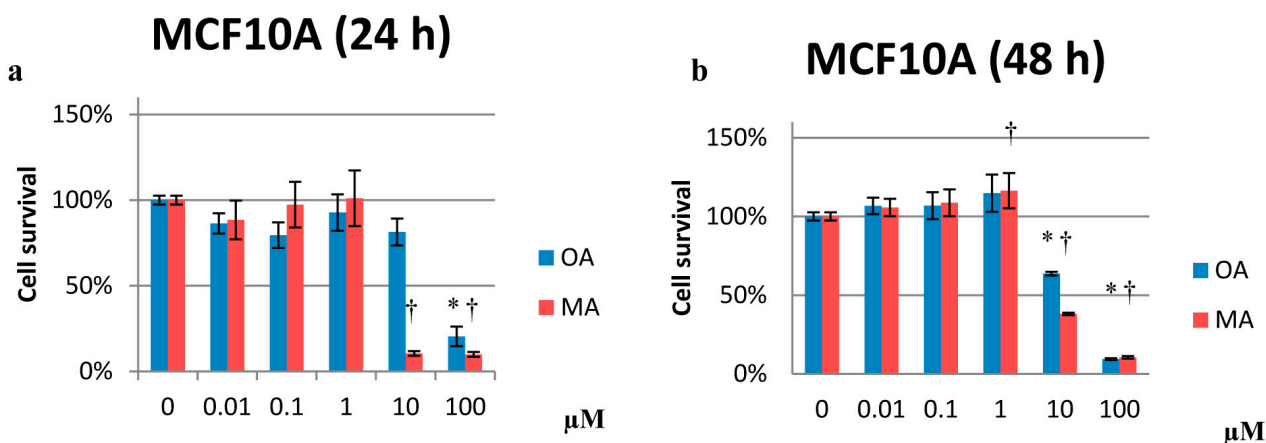 MCF10A (24 h)
a
150%
100%
50%
0%
Cell survival
†
* †
0 0.01 0.1 1 10 100
µM
OA
MA
MCF10A (48 h)
b
150%
100%
50%
0%
Cell survival
†
* †
* †
0 0.01 0.1 1 10 100
µM
OA
MA